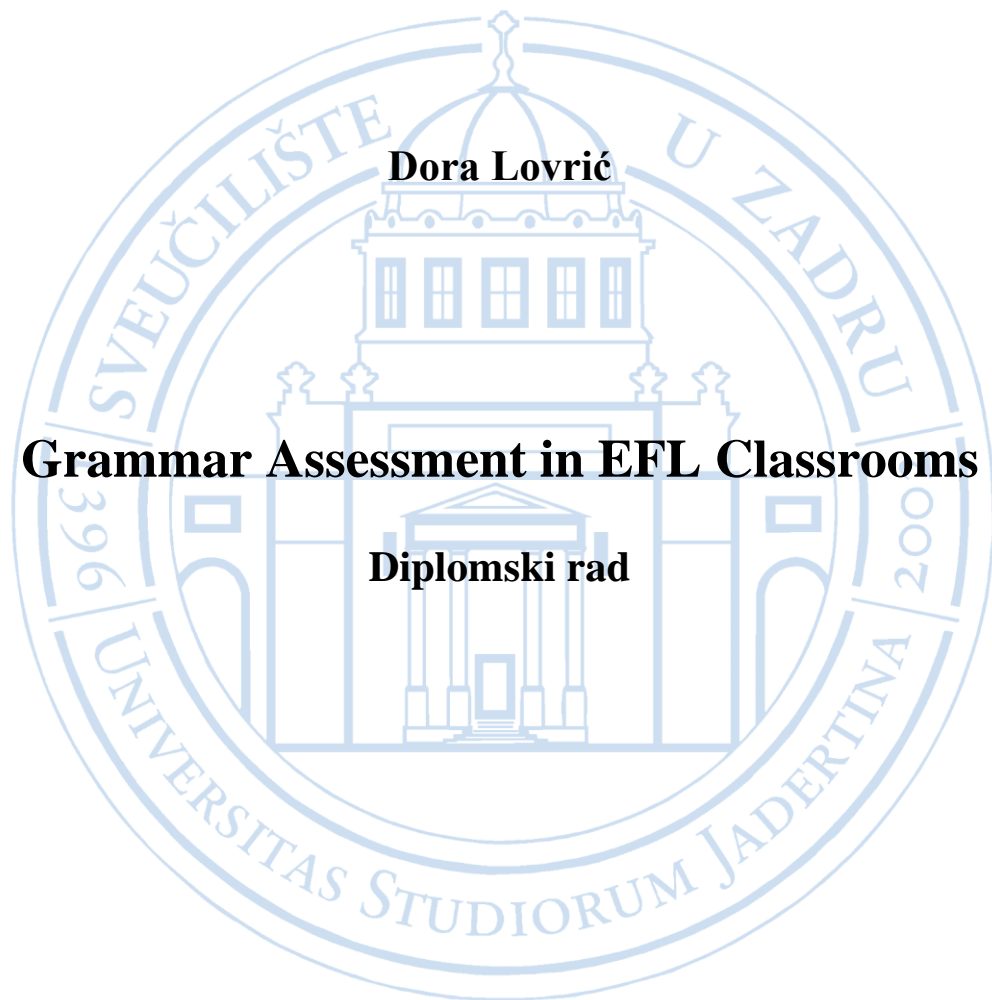 Dora Lovrić
Grammar Assessment in EFL Classrooms
Diplomski rad
SVEUČILIŠTE U ZADRU
1396
2002
UNIVERSITAS STUDIORUM JADERTINA